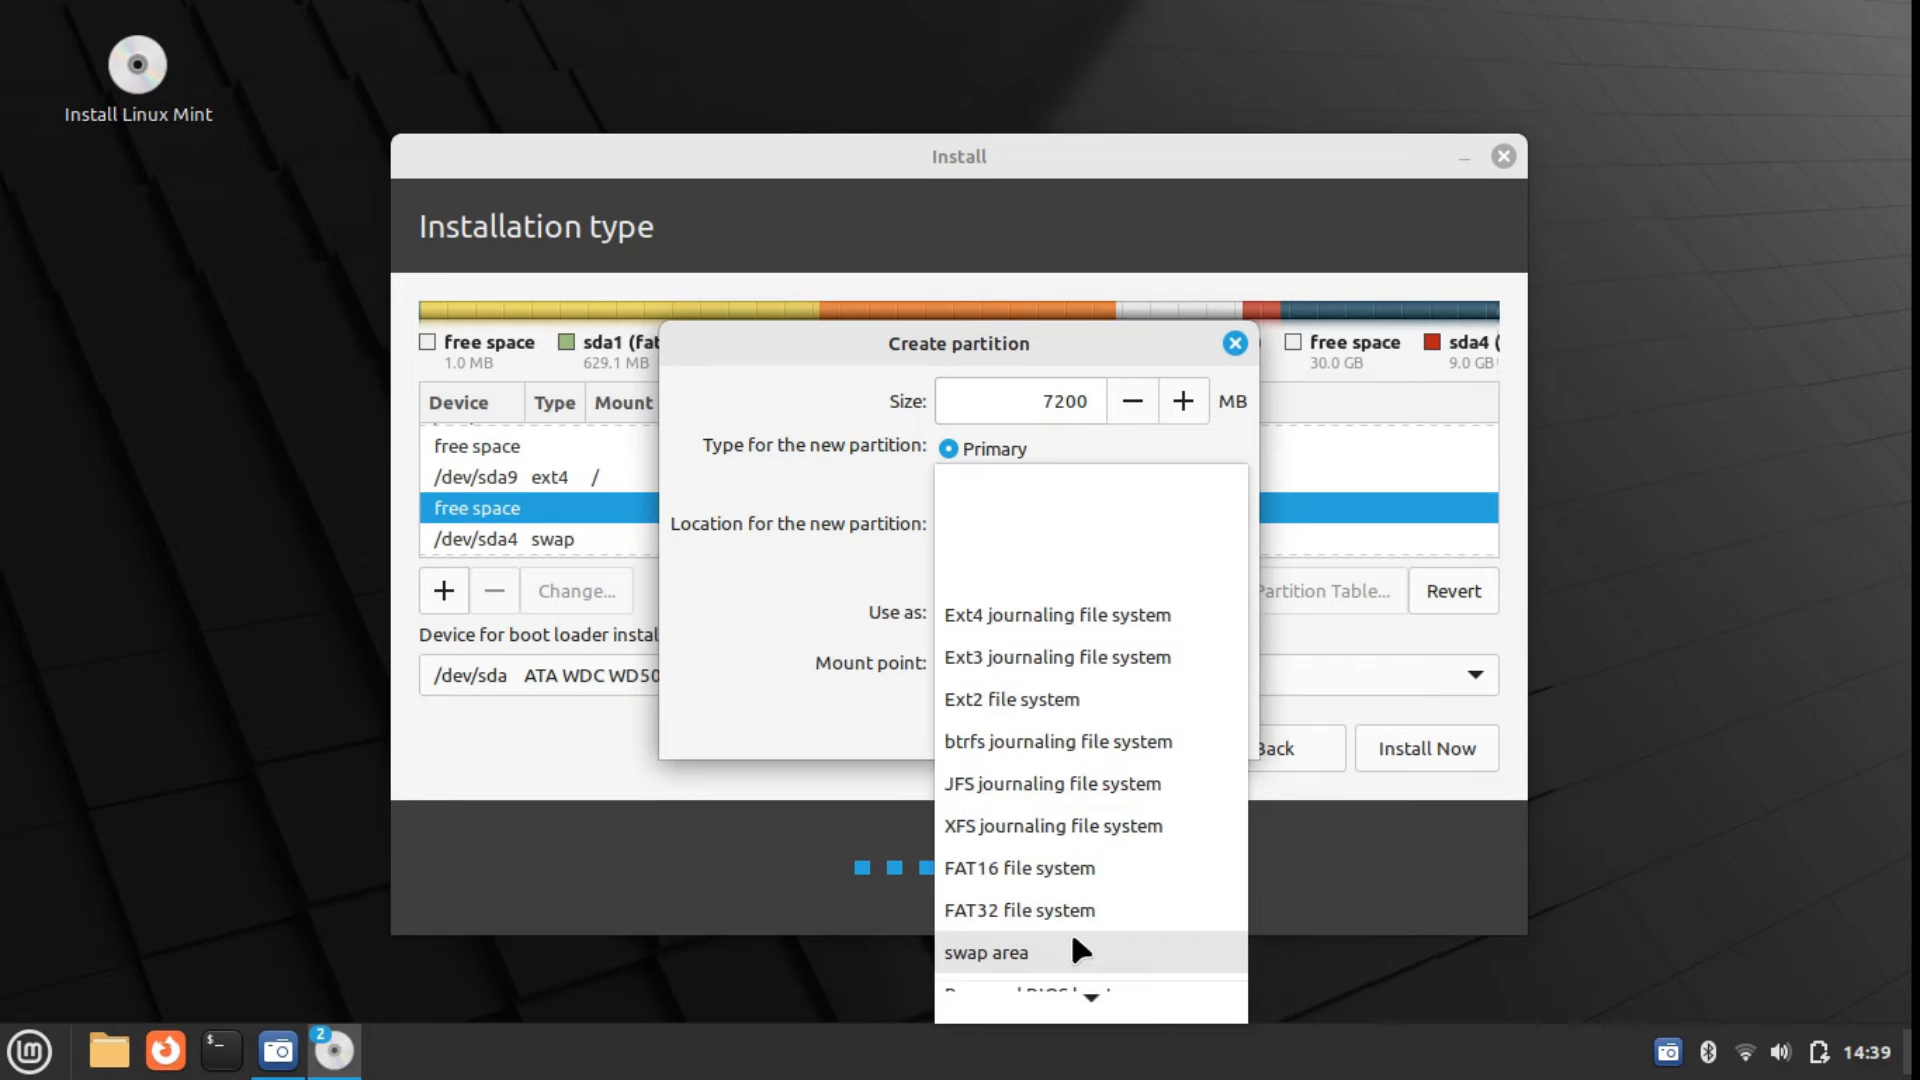 Install Linux Mint
Install
Installation type
free space
1.0 MB
sda1 (fat
629.1 MB
free space
30.0 GB
sda4 (
9.0 GB
Device Type Mount
free space
/dev/sda9 ext4 /
free space
/dev/sda4 swap
+ — Change...
Partition Table... Revert
Device for boot loader instal
/dev/sda ATA WDC WD50
Back Install Now
Create partition
Size: 7200 — + MB
Type for the new partition: Primary
Location for the new partition:
Use as:
Mount point:
Ext4 journaling file system
Ext3 journaling file system
Ext2 file system
btrfs journaling file system
JFS journaling file system
XFS journaling file system
FAT16 file system
FAT32 file system
swap area
lm
$_
2
14:39